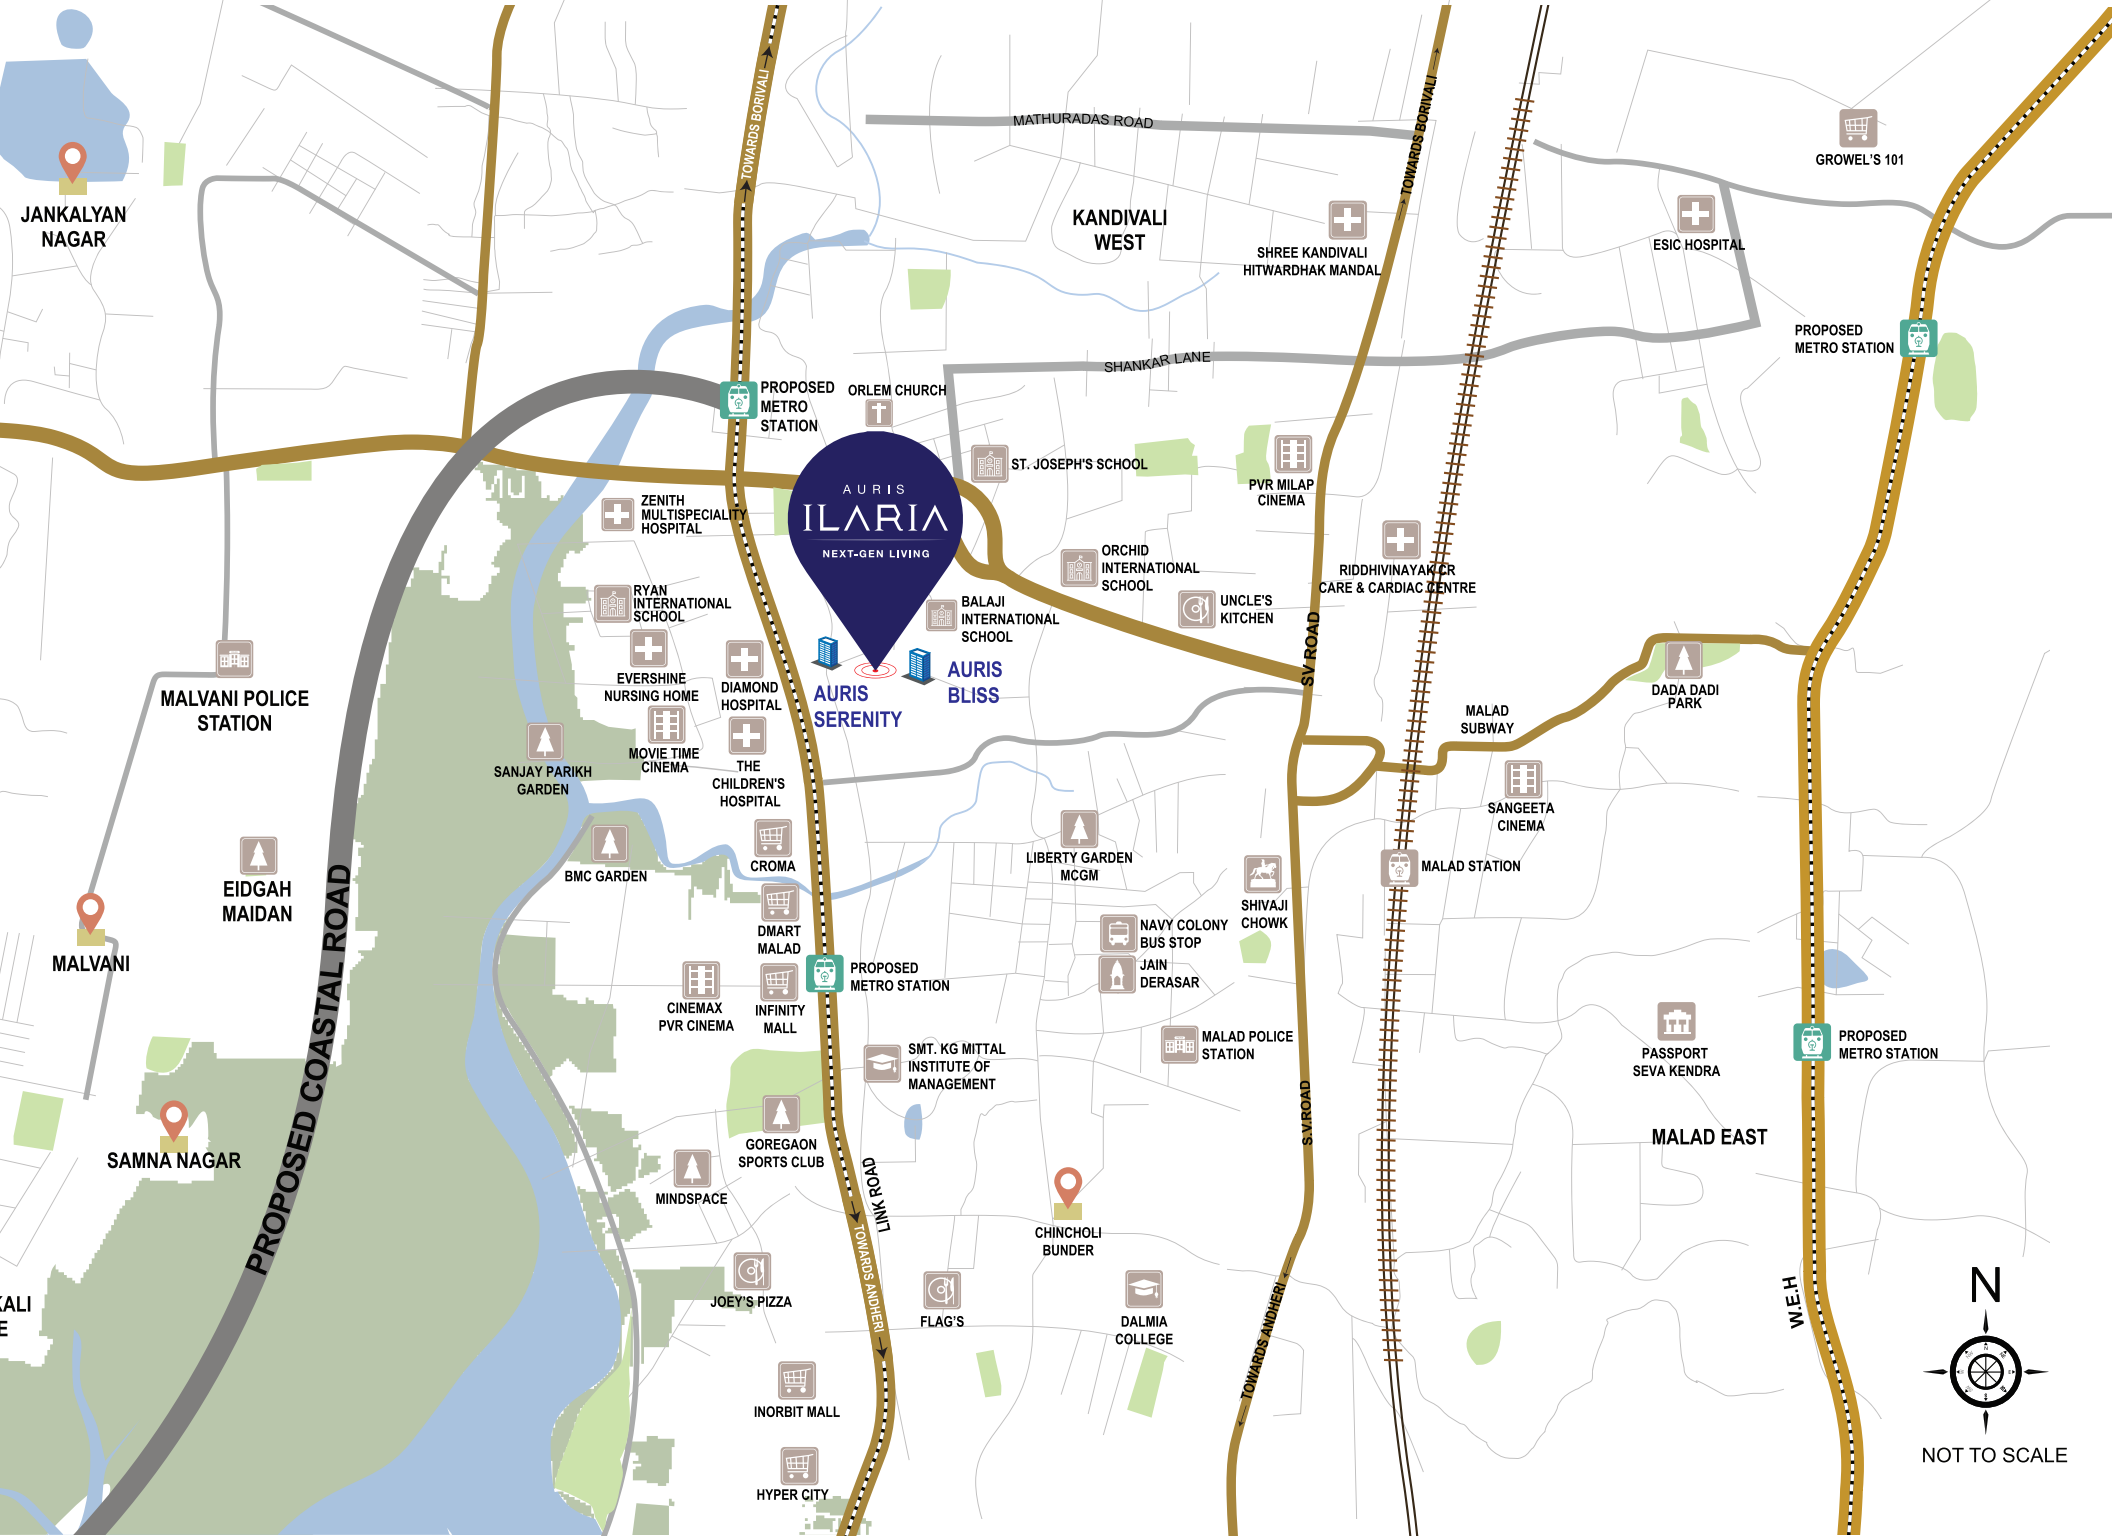 TOWARDS BORIVALI
TOWARDS BORIVALI
MATHURADAS ROAD
GROWEL'S 101
JANKALYAN
NAGAR
KANDIVALI
WEST
SHREE KANDIVALI
HITWARDHAK MANDAL
ESIC HOSPITAL
PROPOSED
METRO STATION
SHANKAR LANE
PROPOSED
METRO
STATION
ORLEM CHURCH
ST. JOSEPH'S SCHOOL
PVR MILAP
CINEMA
AURIS
ILARIA
NEXT-GEN LIVING
ZENITH
MULTISPECIALITY
HOSPITAL
ORCHID
INTERNATIONAL
SCHOOL
RIDDHIVINAYAK CR
CARE & CARDIAC CENTRE
RYAN
INTERNATIONAL
SCHOOL
BALAJI
INTERNATIONAL
SCHOOL
UNCLE'S
KITCHEN
SV ROAD
EVERSHINE
NURSING HOME
DIAMOND
HOSPITAL
AURIS
SERENITY
AURIS
BLISS
MALVANI POLICE
STATION
DADA DADI
PARK
MALAD
SUBWAY
MOVIE TIME
CINEMA
SANJAY PARIKH
GARDEN
THE
CHILDREN'S
HOSPITAL
SANGEETA
CINEMA
CROMA
LIBERTY GARDEN
MCGM
MALAD STATION
BMC GARDEN
EIDGAH
MAIDAN
SHIVAJI
CHOWK
DMART
MALAD
NAVY COLONY
BUS STOP
MALVANI
JAIN
DERASAR
PROPOSED
METRO STATION
CINEMAX
PVR CINEMA
INFINITY
MALL
PROPOSED COASTAL ROAD
SMT. KG MITTAL
INSTITUTE OF
MANAGEMENT
MALAD POLICE
STATION
PASSPORT
SEVA KENDRA
PROPOSED
METRO STATION
S.V.ROAD
MALAD EAST
GOREGAON
SPORTS CLUB
SAMNA NAGAR
MINDSPACE
LINK ROAD
CHINCHOLI
BUNDER
TOWARDS ANDHERI
TOWARDS ANDHERI
JOEY'S PIZZA
FLAG'S
DALMIA
COLLEGE
W.E.H
N
INORBIT MALL
HYPER CITY
NOT TO SCALE